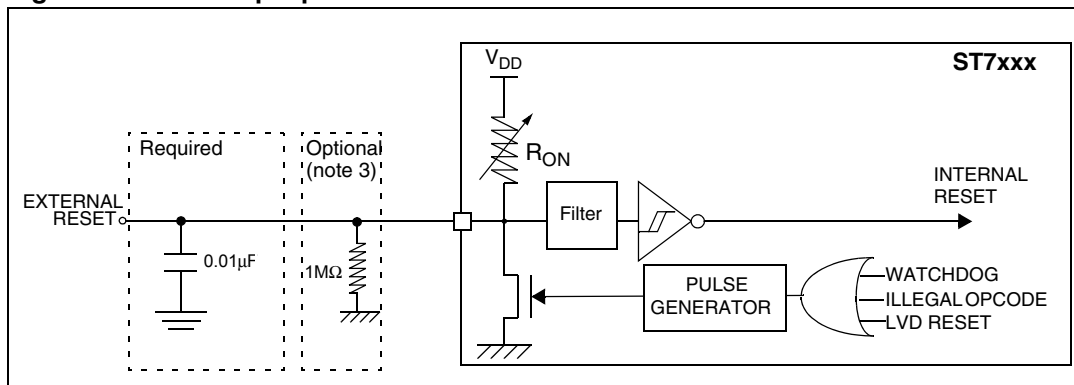 ST7xxx
VDD
Required
Optional
(note 3)
RON
EXTERNAL
RESET
Filter
INTERNAL
RESET
0.01μF
1MΩ
PULSE
GENERATOR
WATCHDOG
ILLEGAL OPCODE
LVD RESET